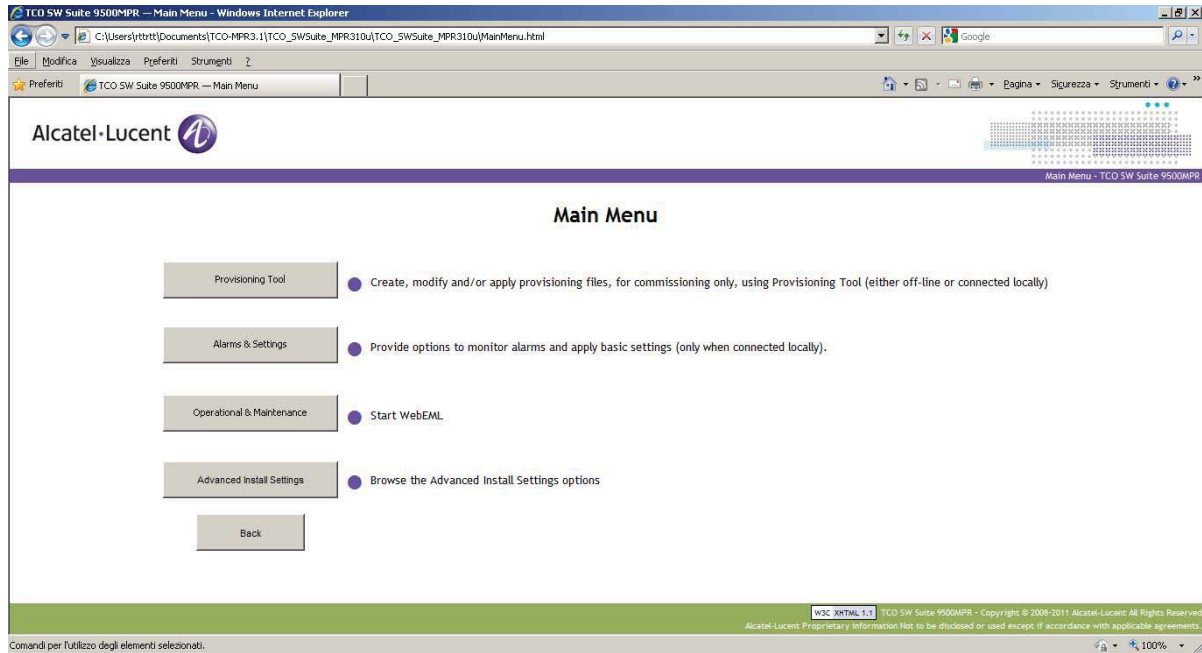 TCO SW Suite 9500MPR — Main Menu - Windows Internet Explorer
C:\Users\rttrtt\Documents\TCO-MPR3.1\TCO_SWSuite_MPR310u\TCO_SWSuite_MPR310u\MainMenu.html
Google
File Modifica Visualizza Preferiti Strumenti ?
Preferiti TCO SW Suite 9500MPR — Main Menu Pagina Sicurezza Strumenti »
Alcatel·Lucent
Main Menu - TCO SW Suite 9500MPR
Main Menu
Provisioning Tool Create, modify and/or apply provisioning files, for commissioning only, using Provisioning Tool (either off-line or connected locally)
Alarms & Settings Provide options to monitor alarms and apply basic settings (only when connected locally).
Operational & Maintenance Start WebEML
Advanced Install Settings Browse the Advanced Install Settings options
Back
W3C XHTML 1.1 TCO SW Suite 9500MPR - Copyright © 2008-2011 Alcatel-Lucent All Rights Reserved
Alcatel-Lucent Proprietary Information Not to be disclosed or used except if accordance with applicable agreements.
Comandi per l'utilizzo degli elementi selezionati. 100%